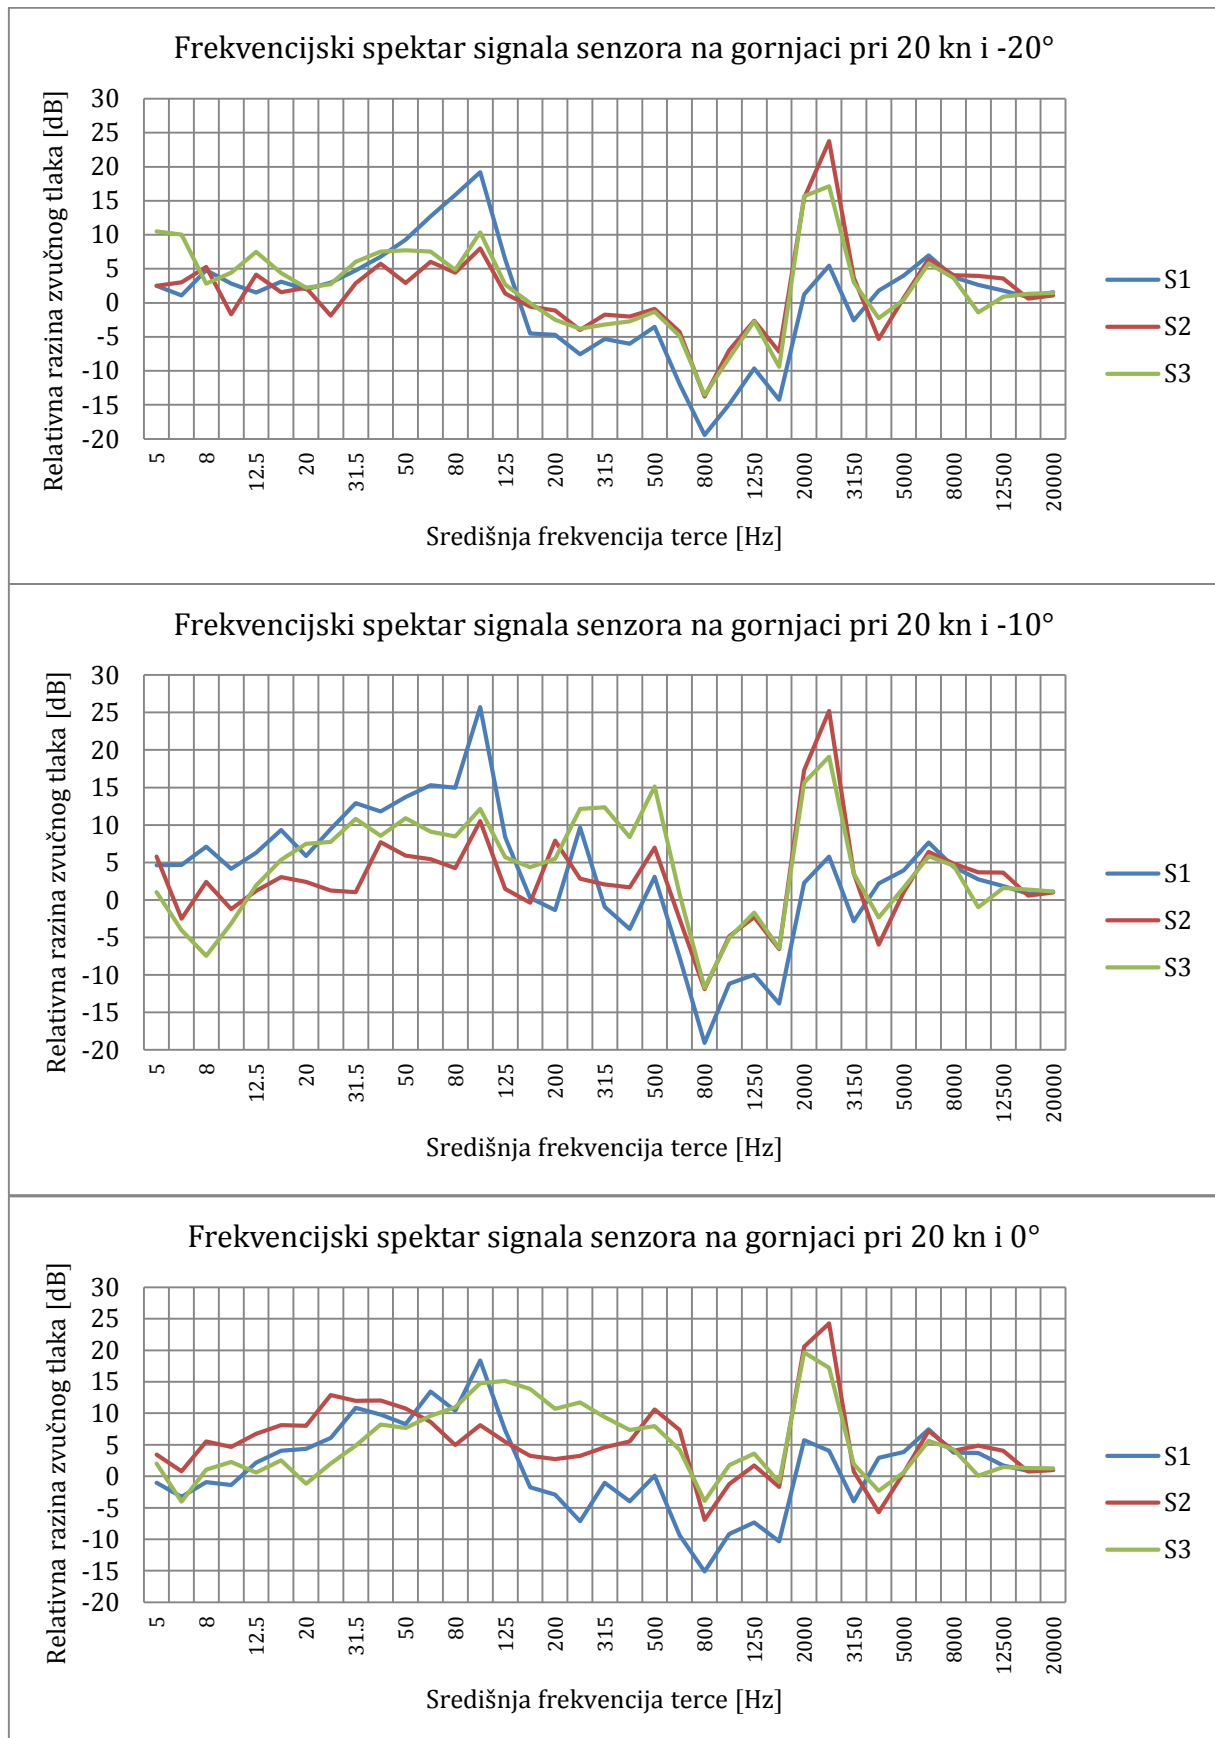 Frekvencijski spektar signala senzora na gornjaci pri 20 kn i -20°
Relativna razina zvučnog tlaka [dB]
30
25
20
15
10
5
0
-5
-10
-15
-20
5 8 12.5 20 31.5 50 80 125 200 315 500 800 1250 2000 3150 5000 8000 12500 20000
Središnja frekvencija terce [Hz]
S1
S2
S3
Frekvencijski spektar signala senzora na gornjaci pri 20 kn i -10°
Relativna razina zvučnog tlaka [dB]
30
25
20
15
10
5
0
-5
-10
-15
-20
5 8 12.5 20 31.5 50 80 125 200 315 500 800 1250 2000 3150 5000 8000 12500 20000
Središnja frekvencija terce [Hz]
S1
S2
S3
Frekvencijski spektar signala senzora na gornjaci pri 20 kn i 0°
Relativna razina zvučnog tlaka [dB]
30
25
20
15
10
5
0
-5
-10
-15
-20
5 8 12.5 20 31.5 50 80 125 200 315 500 800 1250 2000 3150 5000 8000 12500 20000
Središnja frekvencija terce [Hz]
S1
S2
S3